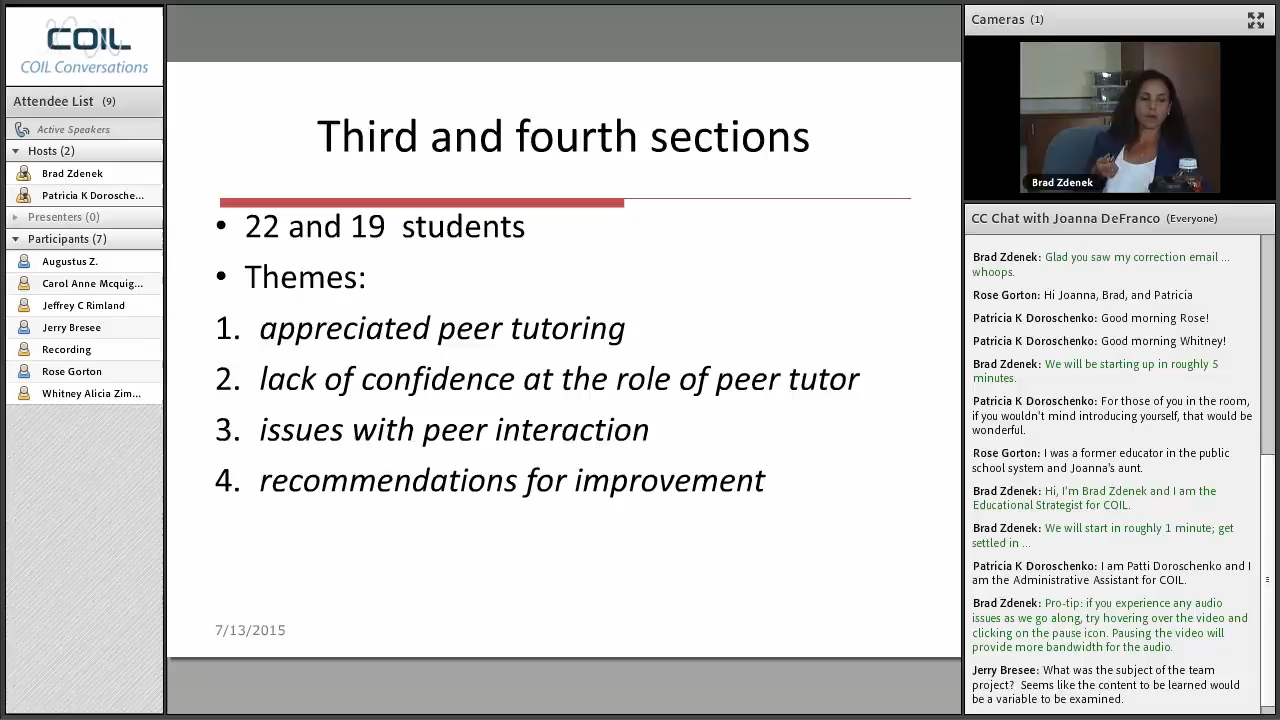 COIL
COIL Conversations
Attendee List (9)
Active Speakers
Hosts (2)
Brad Zdenek
Patricia K Dorosche...
Presenters (0)
Participants (7)
Augustus Z.
Carol Anne Mcquig...
Jeffrey C Rimland
Jerry Bresee
Recording
Rose Gorton
Whitney Alicia Zim...
Third and fourth sections
• 22 and 19 students
• Themes:
1. appreciated peer tutoring
2. lack of confidence at the role of peer tutor
3. issues with peer interaction
4. recommendations for improvement
7/13/2015
Cameras (1)
Brad Zdenek
CC Chat with Joanna DeFranco (Everyone)
Brad Zdenek: Glad you saw my correction email ...
whoops.
Rose Gorton: Hi Joanna, Brad, and Patricia
Patricia K Doroschenko: Good morning Rose!
Patricia K Doroschenko: Good morning Whitney!
Brad Zdenek: We will be starting up in roughly 5
minutes.
Patricia K Doroschenko: For those of you in the room,
if you wouldn't mind introducing yourself, that would be
wonderful.
Rose Gorton: I was a former educator in the public
school system and Joanna's aunt.
Brad Zdenek: Hi, I'm Brad Zdenek and I am the
Educational Strategist for COIL.
Brad Zdenek: We will start in roughly 1 minute; get
settled in ...
Patricia K Doroschenko: I am Patti Doroschenko and I
am the Administrative Assistant for COIL.
Brad Zdenek: Pro-tip: if you experience any audio
issues as we go along, try hovering over the video and
clicking on the pause icon. Pausing the video will
provide more bandwidth for the audio.
Jerry Bresee: What was the subject of the team
project? Seems like the content to be learned would
be a variable to be examined.